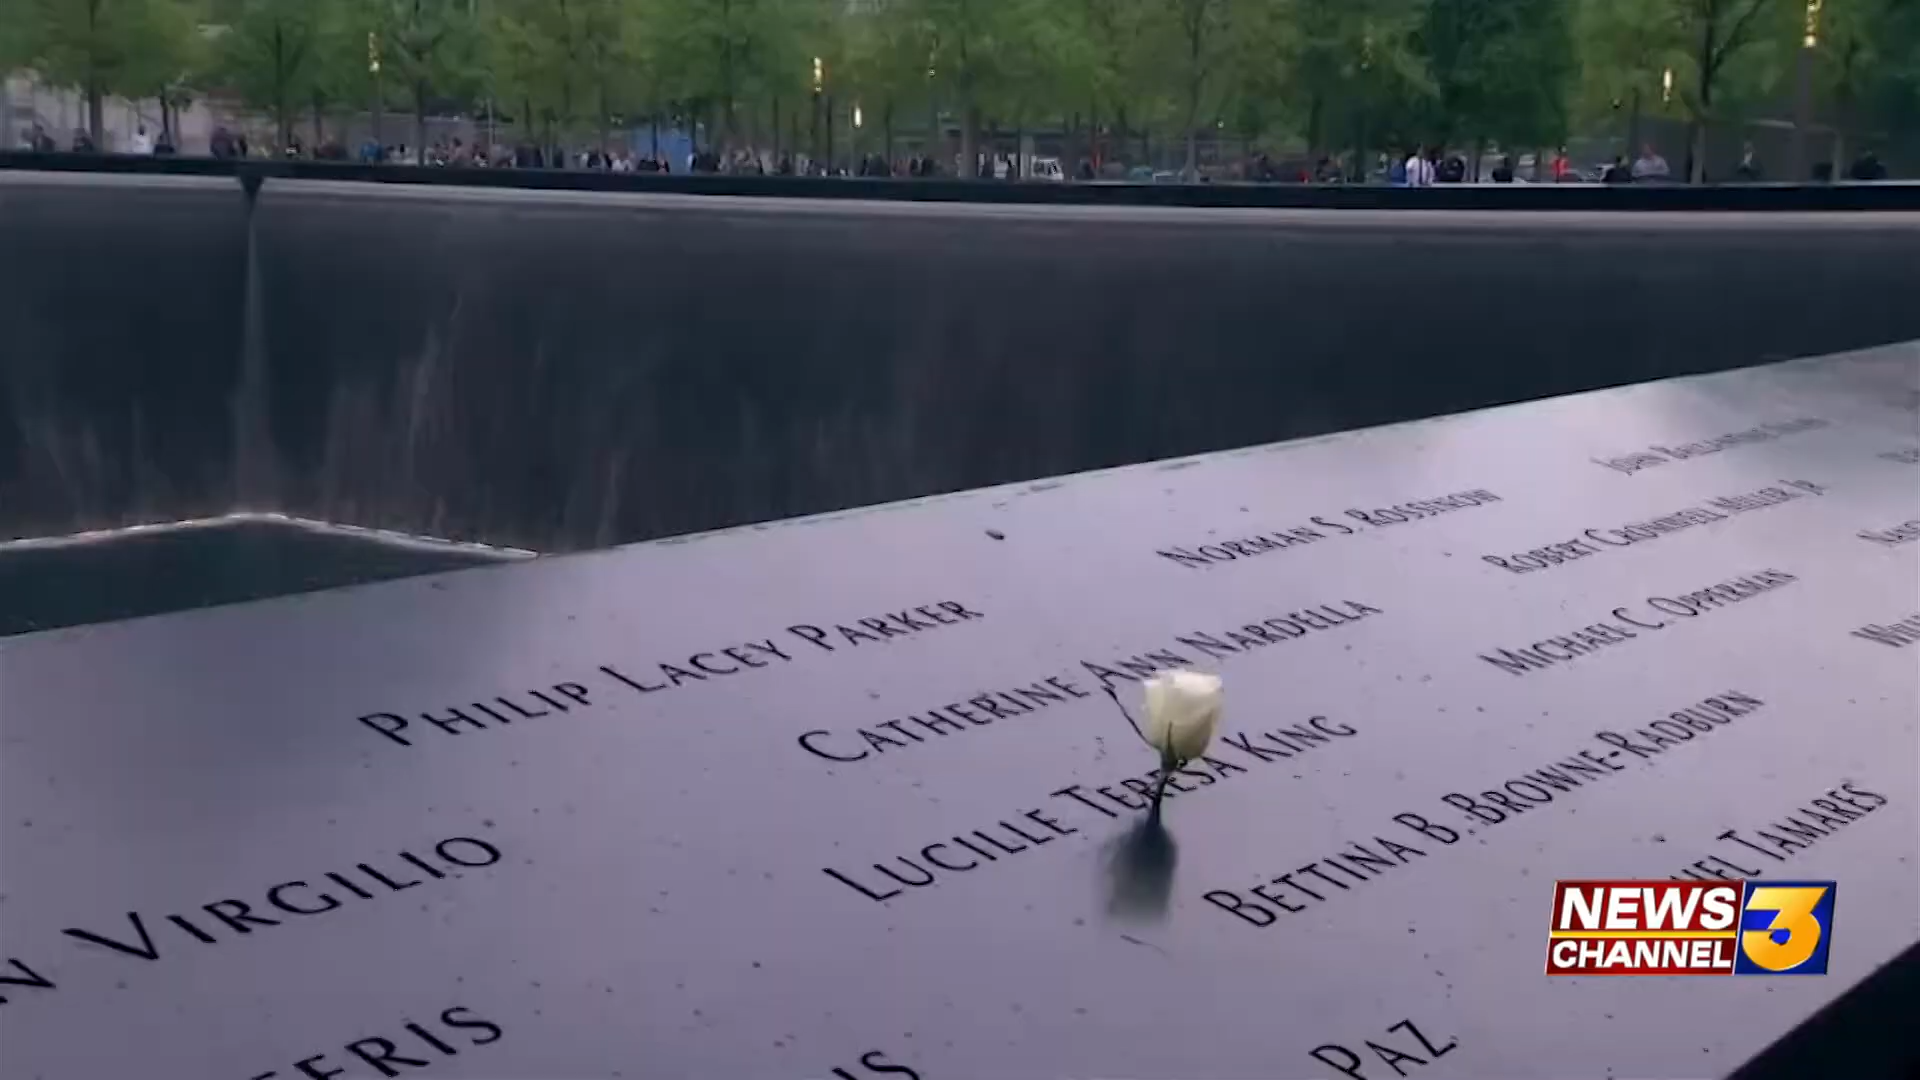 JOHN
NORMAN S. ROSSINOW
ROBERT CROMWELL MILLER, JR.
PHILIP LACEY PARKER
CATHERINE ANN NARDELLA
MICHAEL C. OPPERMAN
LUCILLE TERESA KING
BETTINA B. BROWNE-RADBURN
TAMARES
VIRGILIO
PAZ
NEWS
CHANNEL 3